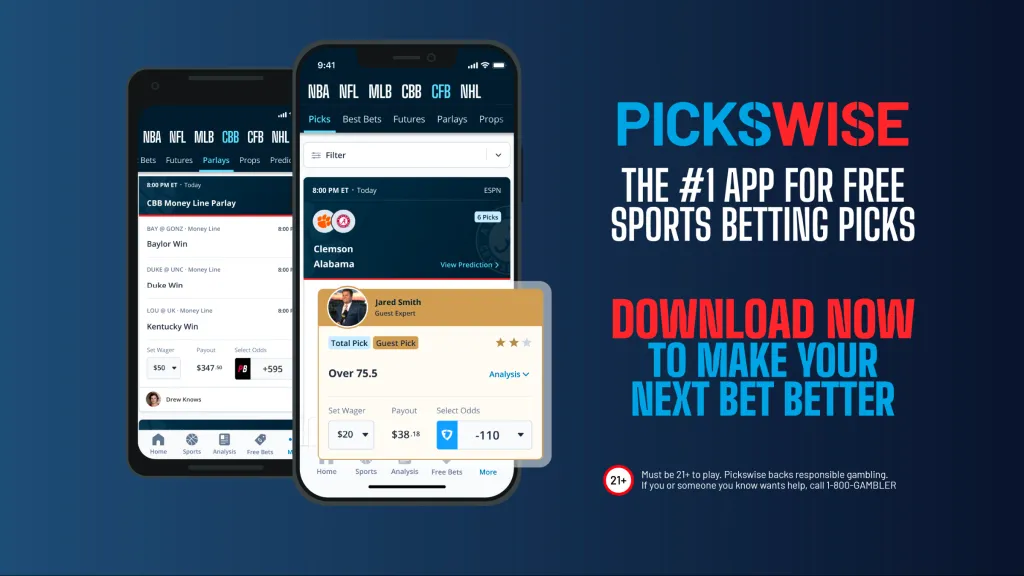 NBA NFL MLB CBB CFB NHL
Bets Futures Parlays Props
8:00 PM ET · Today
CBB Money Line Parlay
BAY @ GONZ · Money Line
Baylor Win
DUKE @ UNC · Money Line
Duke Win
LOU @ UK · Money Line
Kentucky Win
Set Wager Payout Select Odds
$50 $347.50 PB +595
Drew Knows
Home Sports Analysis Free Bets
9:41
NBA NFL MLB CBB CFB NHL
Picks Best Bets Futures Parlays Props
Filter
8:00 PM ET · Today ESPN
6 Picks
Clemson
Alabama
View Prediction
Jared Smith
Guest Expert
Total Pick Guest Pick
Over 75.5 Analysis
Set Wager Payout Select Odds
$20 $38.18 -110
Home Sports Analysis Free Bets More
PICKSWISE
THE #1 APP FOR FREE
SPORTS BETTING PICKS
DOWNLOAD NOW
TO MAKE YOUR
NEXT BET BETTER
21+
Must be 21+ to play. Pickswise backs responsible gambling.
If you or someone you know wants help, call 1-800-GAMBLER